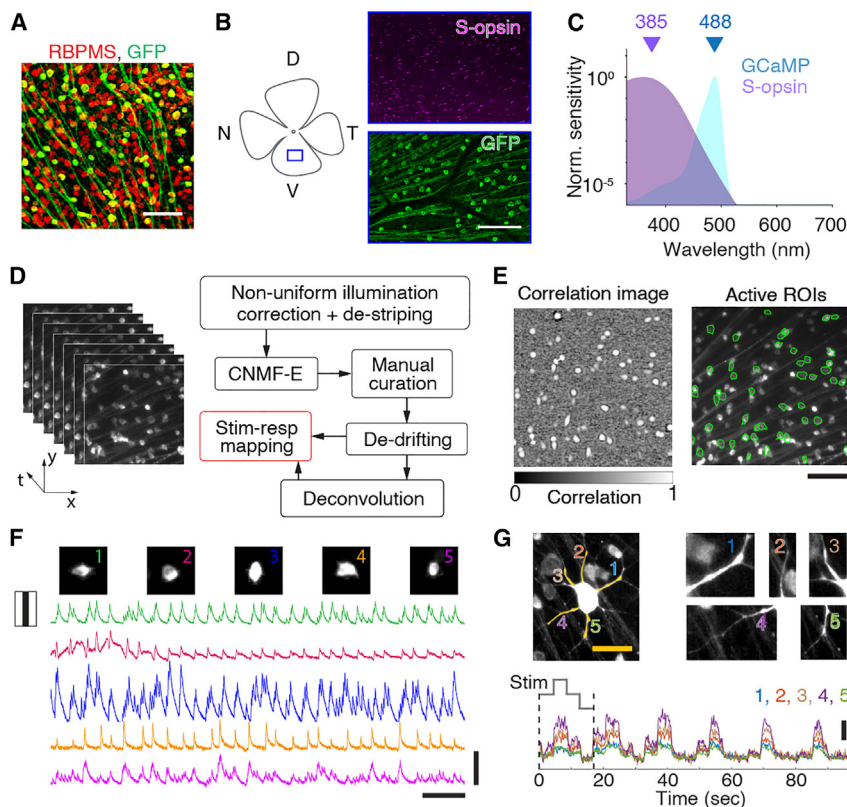 A
RBPMS, GFP
B
D
N
T
V
S-opsin
GFP
C
385
488
GCaMP
S-opsin
Norm. sensitivity
10⁰
10⁻⁵
400
500
600
700
Wavelength (nm)
D
Non-uniform illumination
correction + de-striping
CNMF-E
Manual
curation
Stim-resp
mapping
De-drifting
Deconvolution
y
t
x
E
Correlation image
Active ROIs
0
1
Correlation
F
1
2
3
4
5
G
2
3
1
4
5
1
2
3
4
5
Stim
1, 2, 3, 4, 5
0
20
40
60
80
Time (sec)